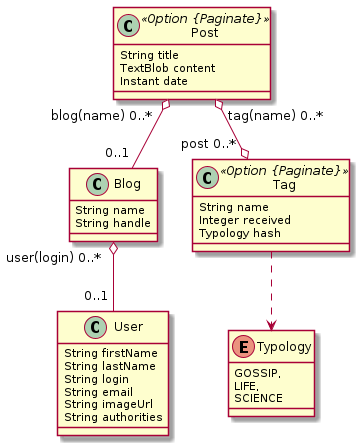 C «Option {Paginate}»
Post
String title
TextBlob content
Instant date
blog(name) 0..*
tag(name) 0..*
0..1
post 0..*
C Blog
String name
String handle
C «Option {Paginate}»
Tag
String name
Integer received
Typology hash
user(login) 0..*
0..1
C User
String firstName
String lastName
String login
String email
String imageUrl
String authorities
E Typology
GOSSIP,
LIFE,
SCIENCE